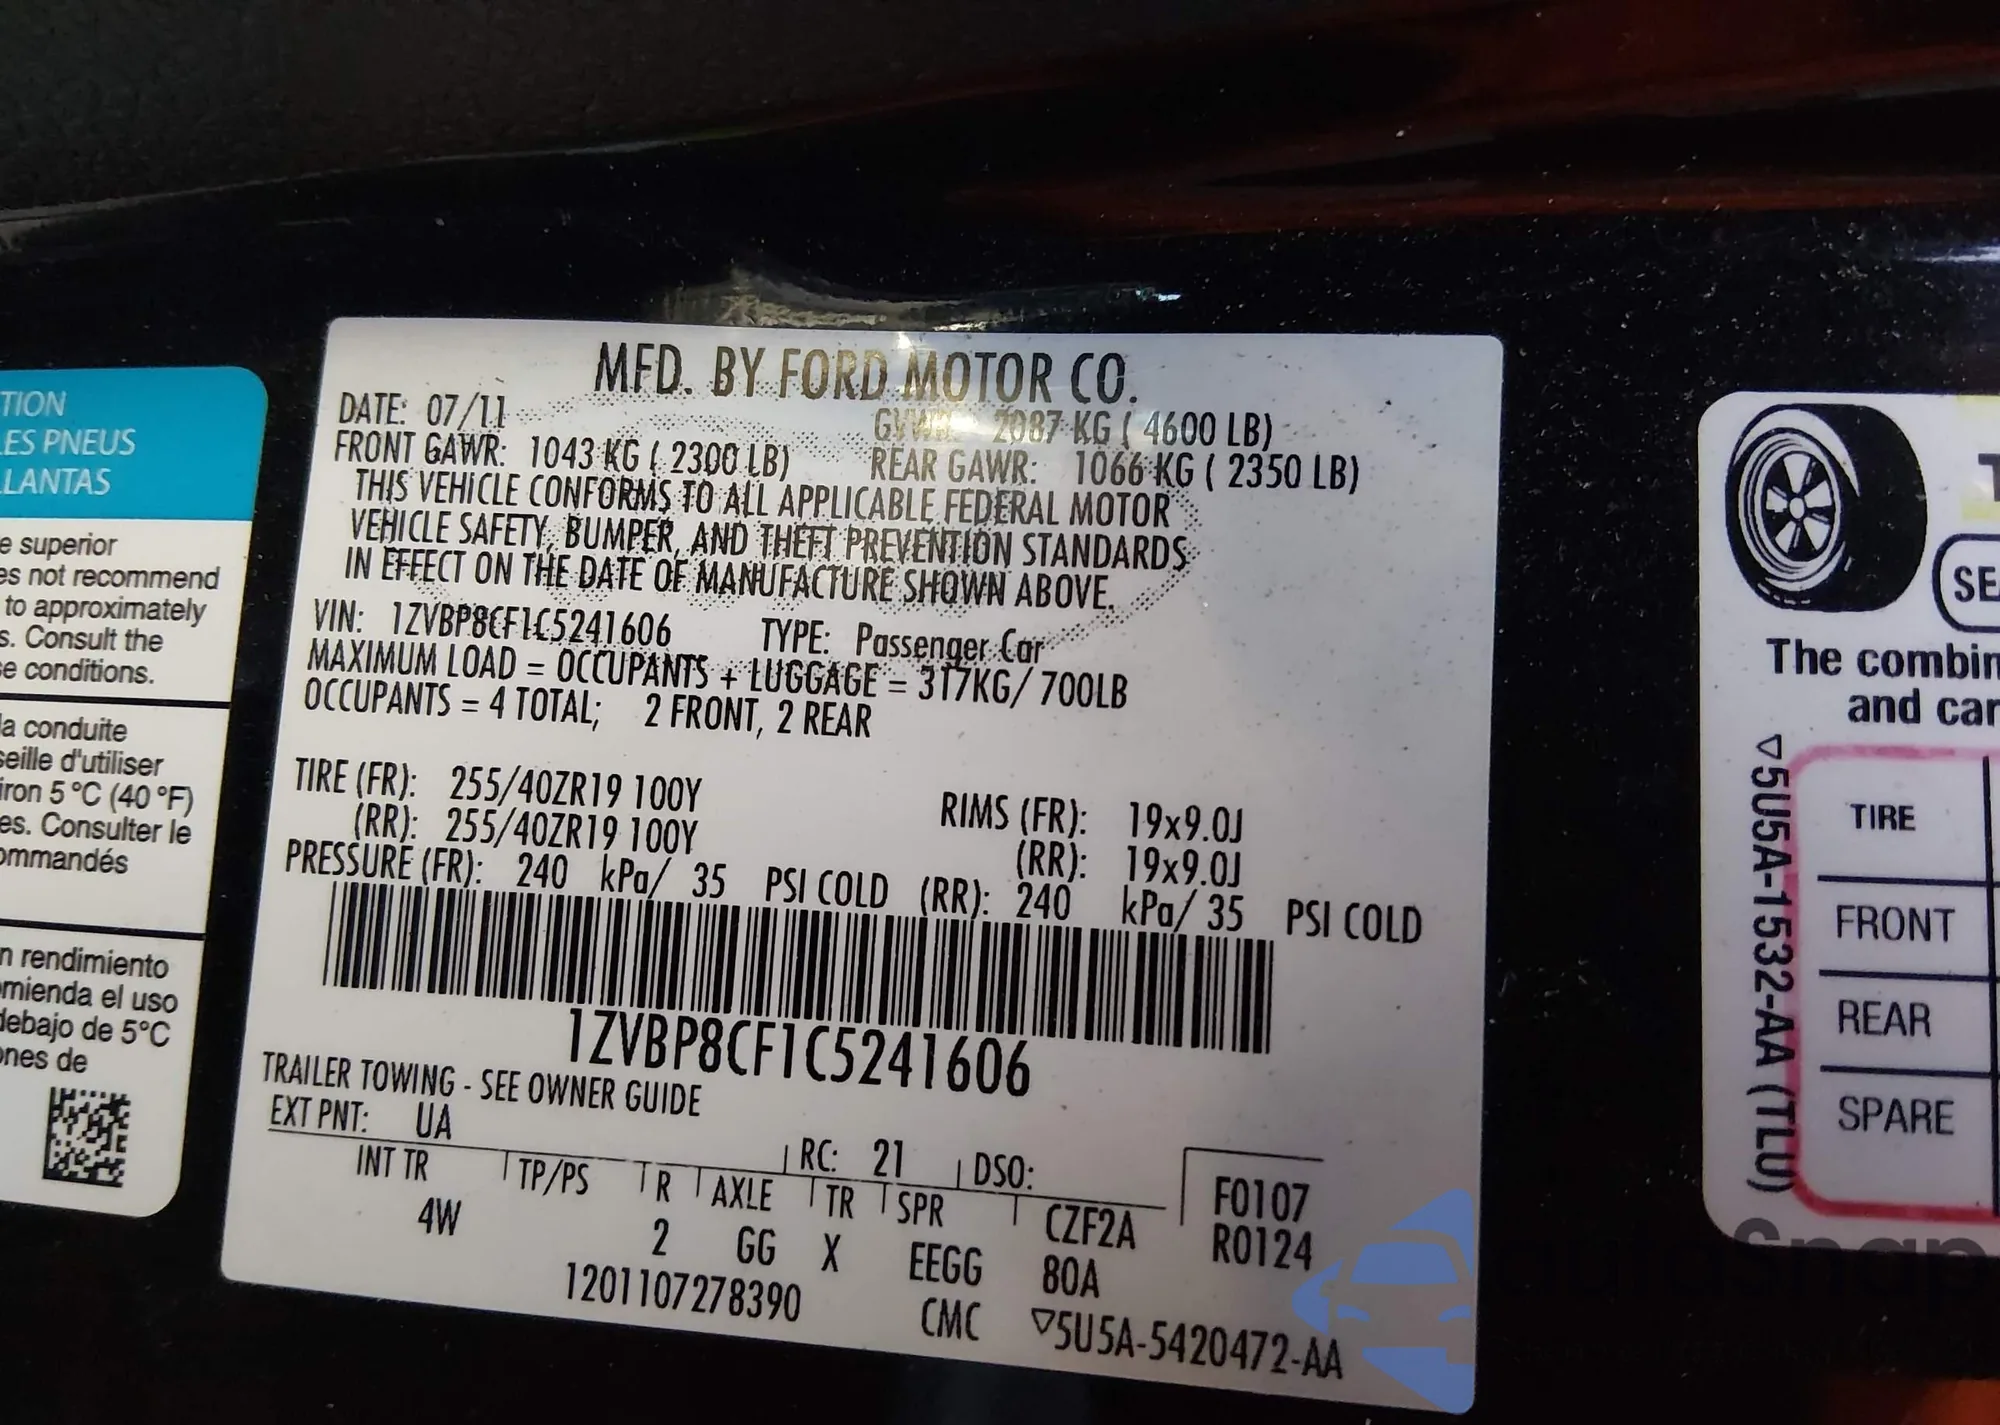 TION
LES PNEUS
LLANTAS
e superior
es not recommend
to approximately
s. Consult the
se conditions.
la conduite
seille d'utiliser
iron 5 °C (40 °F)
es. Consulter le
ommandés
n rendimiento
mienda el uso
debajo de 5°C
ones de
MFD. BY FORD MOTOR CO.
DATE: 07/11 GVWR: 2087 KG ( 4600 LB)
FRONT GAWR: 1043 KG ( 2300 LB) REAR GAWR: 1066 KG ( 2350 LB)
THIS VEHICLE CONFORMS TO ALL APPLICABLE FEDERAL MOTOR
VEHICLE SAFETY, BUMPER, AND THEFT PREVENTION STANDARDS
IN EFFECT ON THE DATE OF MANUFACTURE SHOWN ABOVE.
VIN: 1ZVBP8CF1C5241606 TYPE: Passenger Car
MAXIMUM LOAD = OCCUPANTS + LUGGAGE = 317KG/ 700LB
OCCUPANTS = 4 TOTAL; 2 FRONT, 2 REAR
TIRE (FR): 255/40ZR19 100Y RIMS (FR): 19x9.0J
(RR): 255/40ZR19 100Y (RR): 19x9.0J
PRESSURE (FR): 240 kPa/ 35 PSI COLD (RR): 240 kPa/ 35 PSI COLD
1ZVBP8CF1C5241606
TRAILER TOWING - SEE OWNER GUIDE
EXT PNT: UA RC: 21 DSO:
INT TR TP/PS R AXLE TR SPR CZF2A F0107
4W 2 GG X EEGG 80A R0124
1201107278390 CMC ▽5U5A-5420472-AA
T
SEA
The combin
and car
▽5U5A-1532-AA (TLU)
TIRE
FRONT
REAR
SPARE
autoSnap